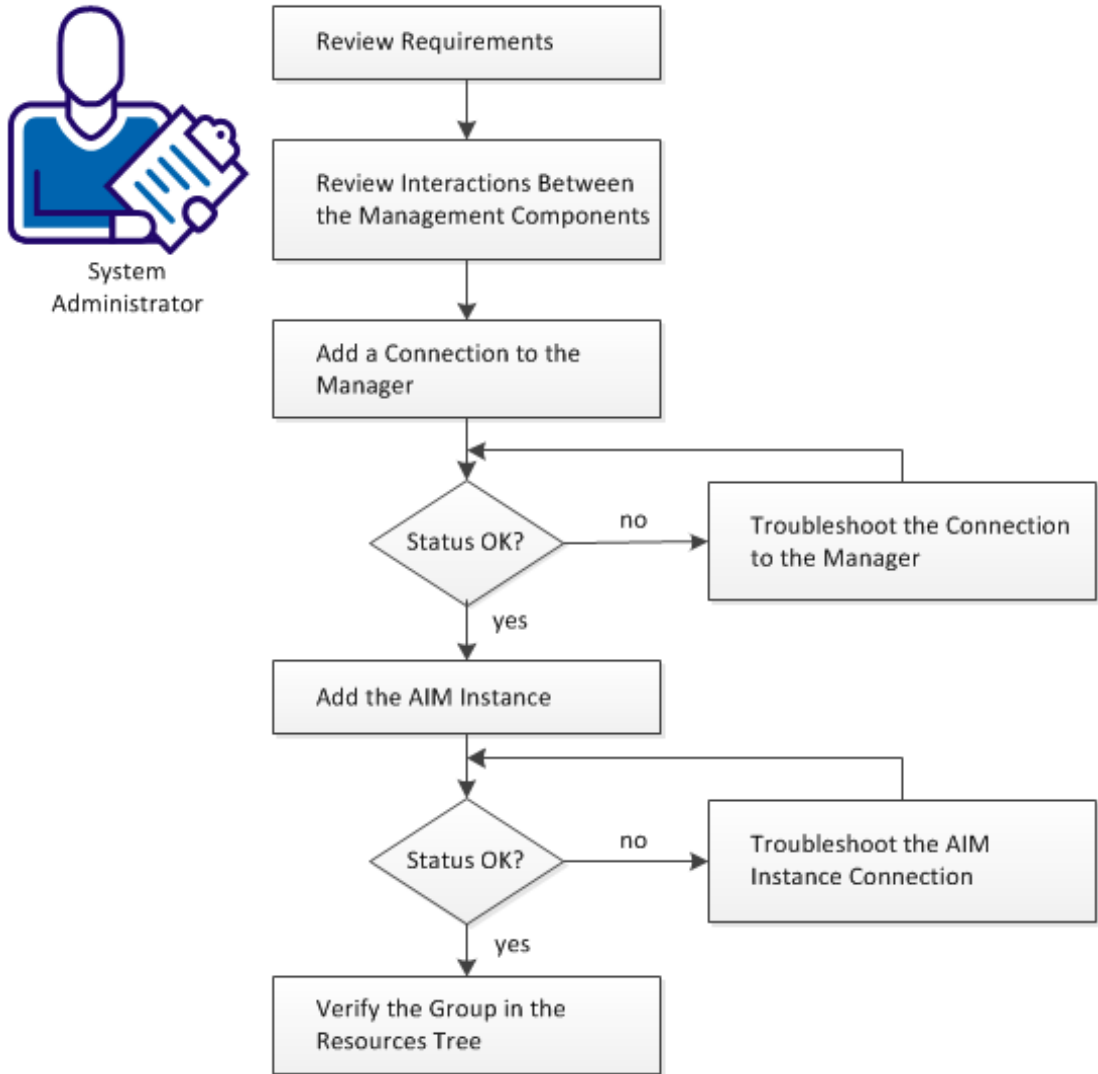 Review Requirements
System
Administrator
Review Interactions Between
the Management Components
Add a Connection to the
Manager
Status OK?
no
Troubleshoot the Connection
to the Manager
yes
Add the AIM Instance
Status OK?
no
Troubleshoot the AIM
Instance Connection
yes
Verify the Group in the
Resources Tree